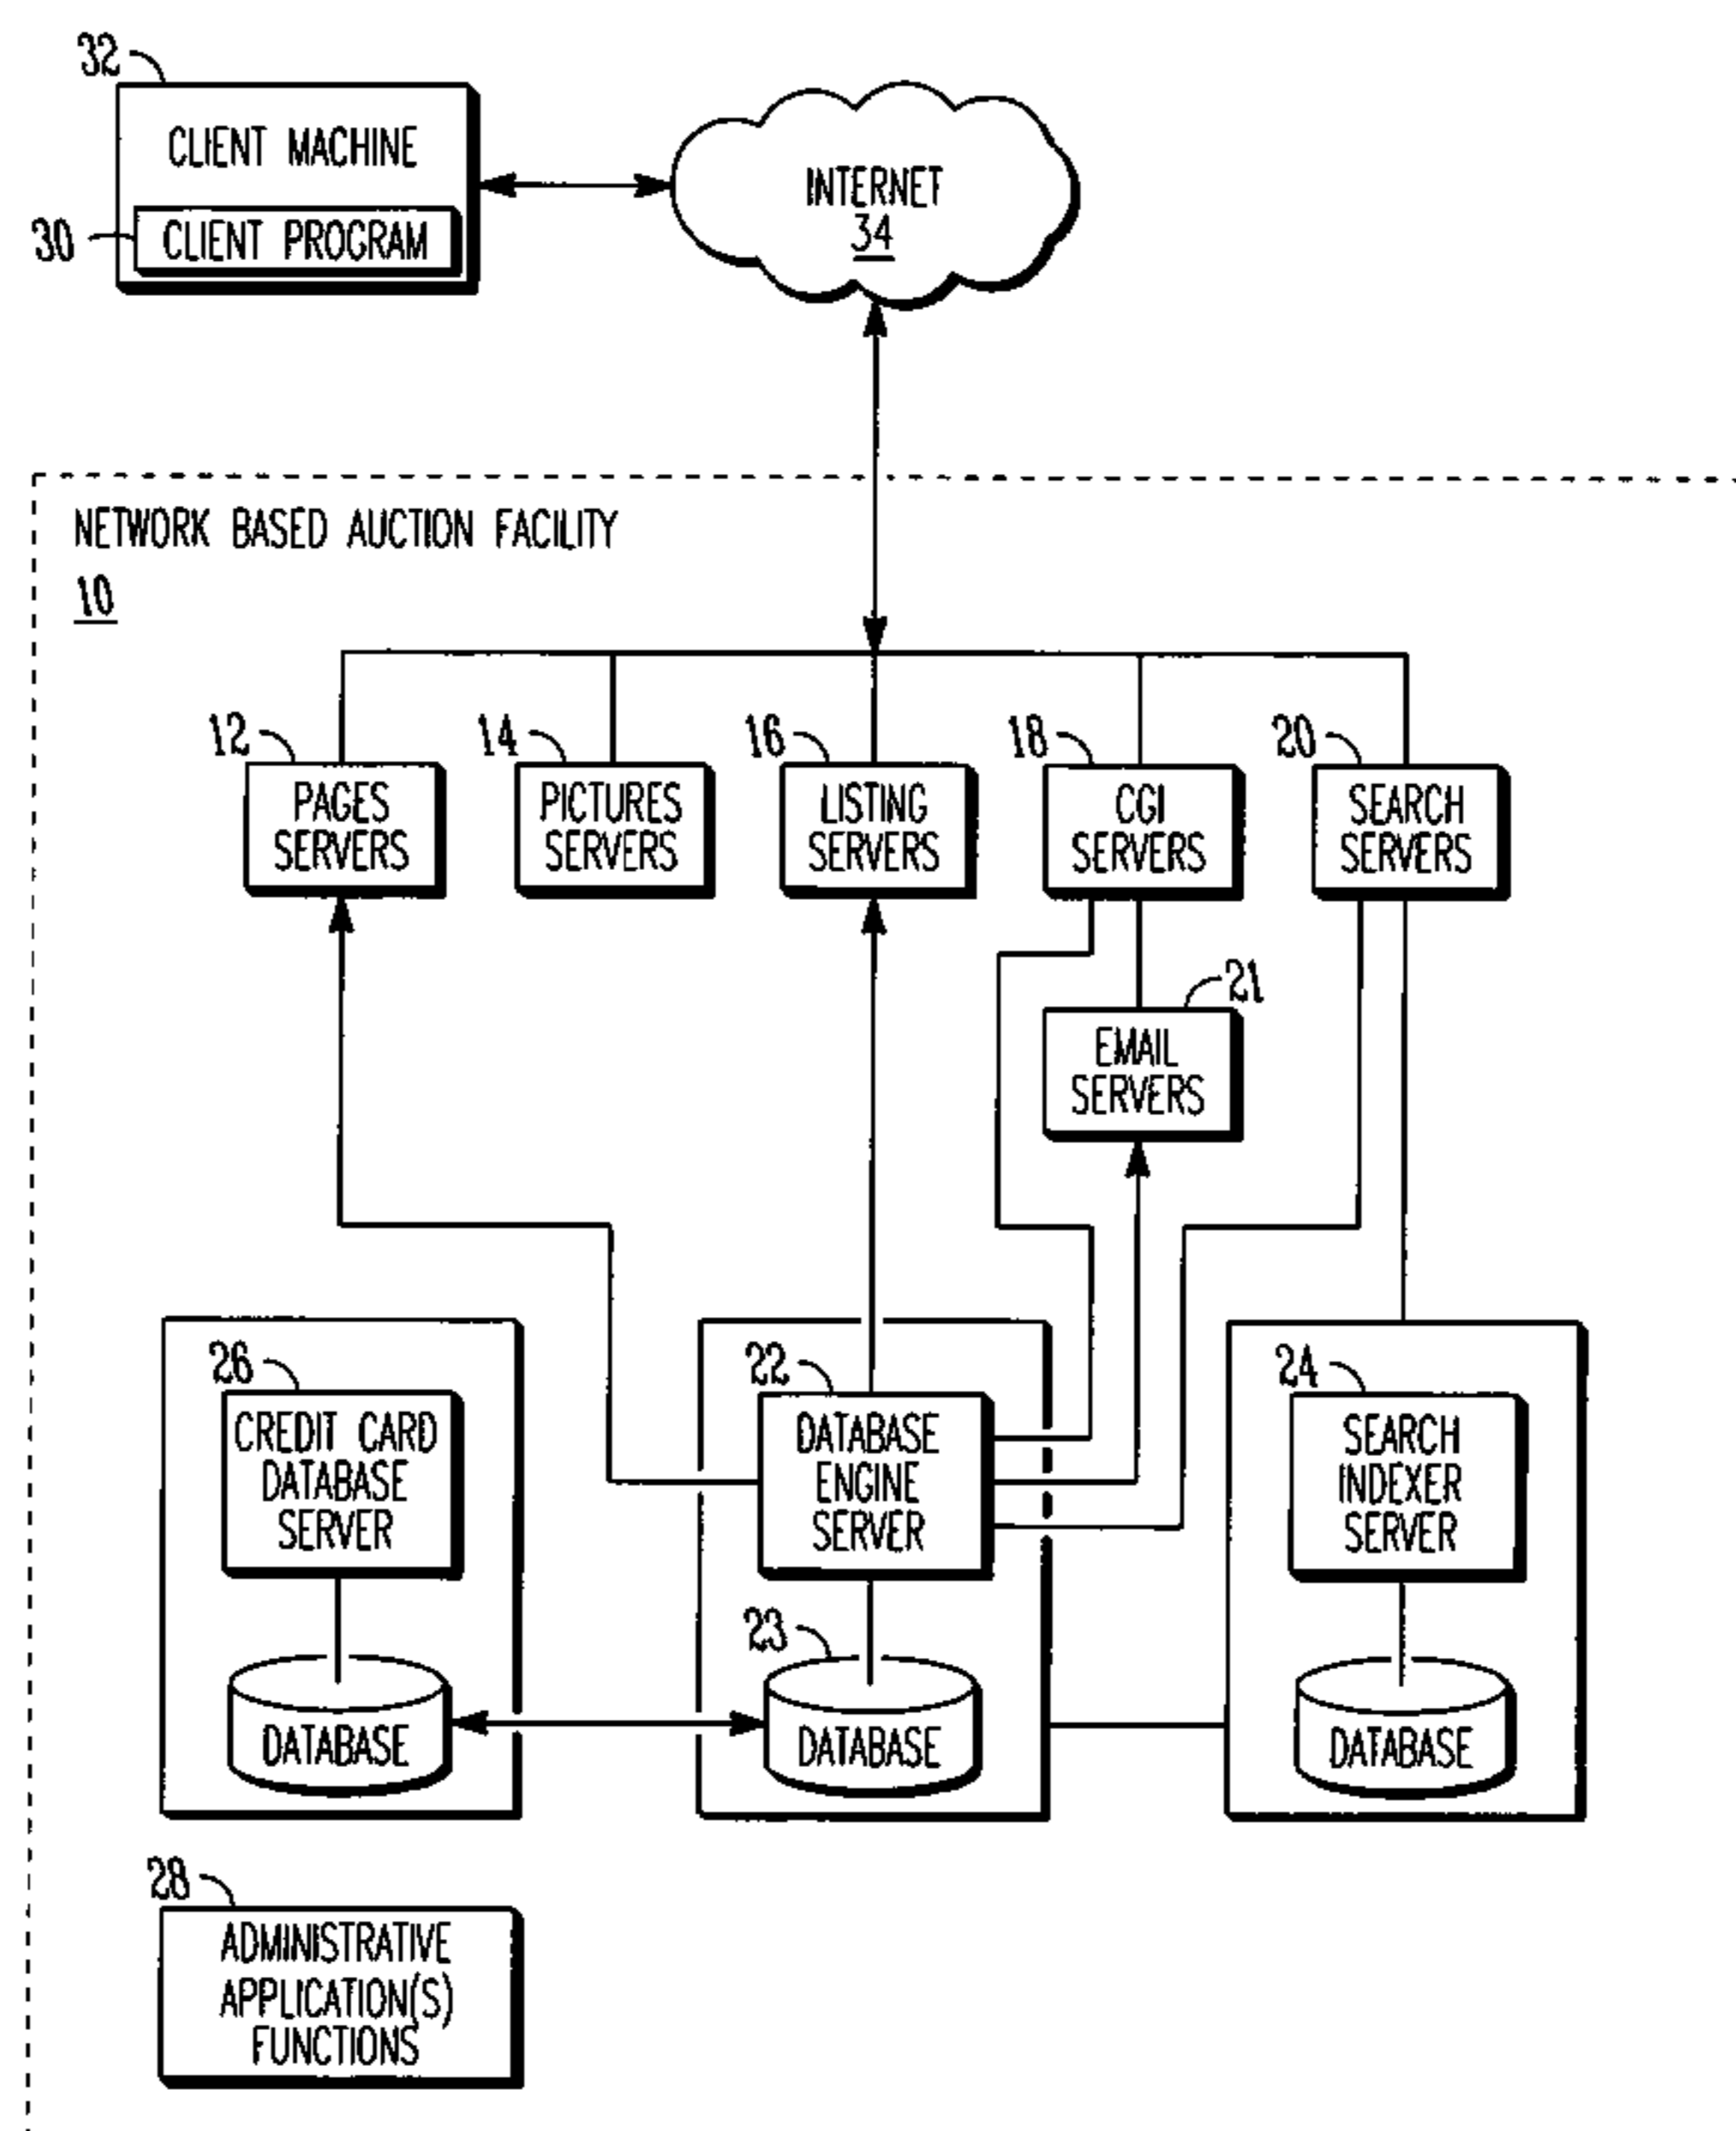 32
CLIENT MACHINE
30
CLIENT PROGRAM
INTERNET
34
NETWORK BASED AUCTION FACILITY
10
12
PAGES
SERVERS
14
PICTURES
SERVERS
16
LISTING
SERVERS
18
CGI
SERVERS
20
SEARCH
SERVERS
21
EMAIL
SERVERS
26
CREDIT CARD
DATABASE
SERVER
DATABASE
22
DATABASE
ENGINE
SERVER
23
DATABASE
24
SEARCH
INDEXER
SERVER
DATABASE
28
ADMINISTRATIVE
APPLICATION(S)
FUNCTIONS